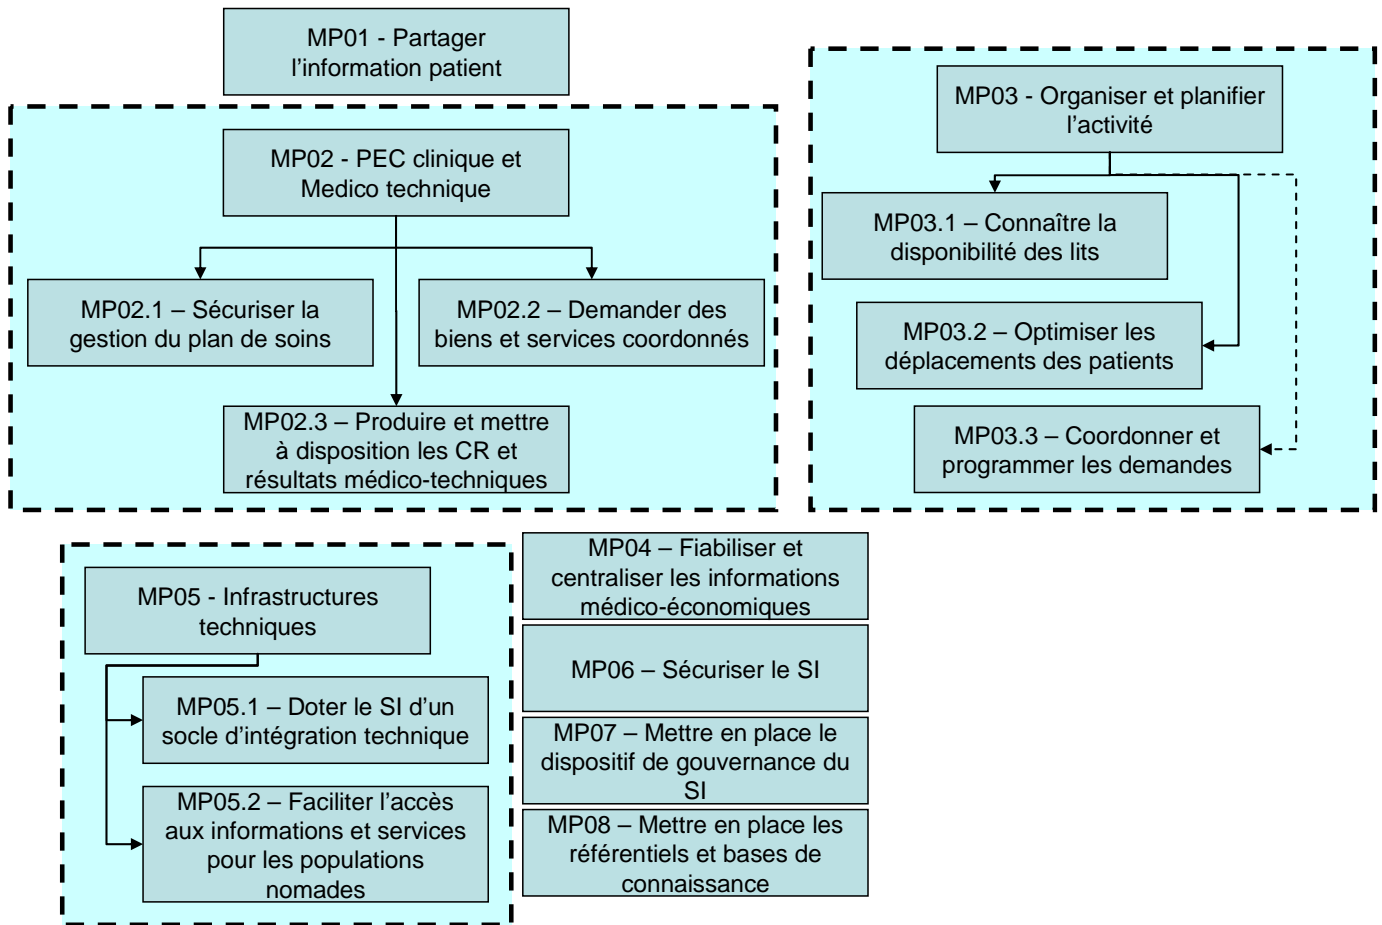 MP01 - Partager
l’information patient
MP02 - PEC clinique et
Medico technique
MP02.1 – Sécuriser la
gestion du plan de soins
MP02.2 – Demander des
biens et services coordonnés
MP02.3 – Produire et mettre
à disposition les CR et
résultats médico-techniques
MP03 - Organiser et planifier
l’activité
MP03.1 – Connaître la
disponibilité des lits
MP03.2 – Optimiser les
déplacements des patients
MP03.3 – Coordonner et
programmer les demandes
MP05 - Infrastructures
techniques
MP05.1 – Doter le SI d’un
socle d’intégration technique
MP05.2 – Faciliter l’accès
aux informations et services
pour les populations
nomades
MP04 – Fiabiliser et
centraliser les informations
médico-économiques
MP06 – Sécuriser le SI
MP07 – Mettre en place le
dispositif de gouvernance du
SI
MP08 – Mettre en place les
référentiels et bases de
connaissance